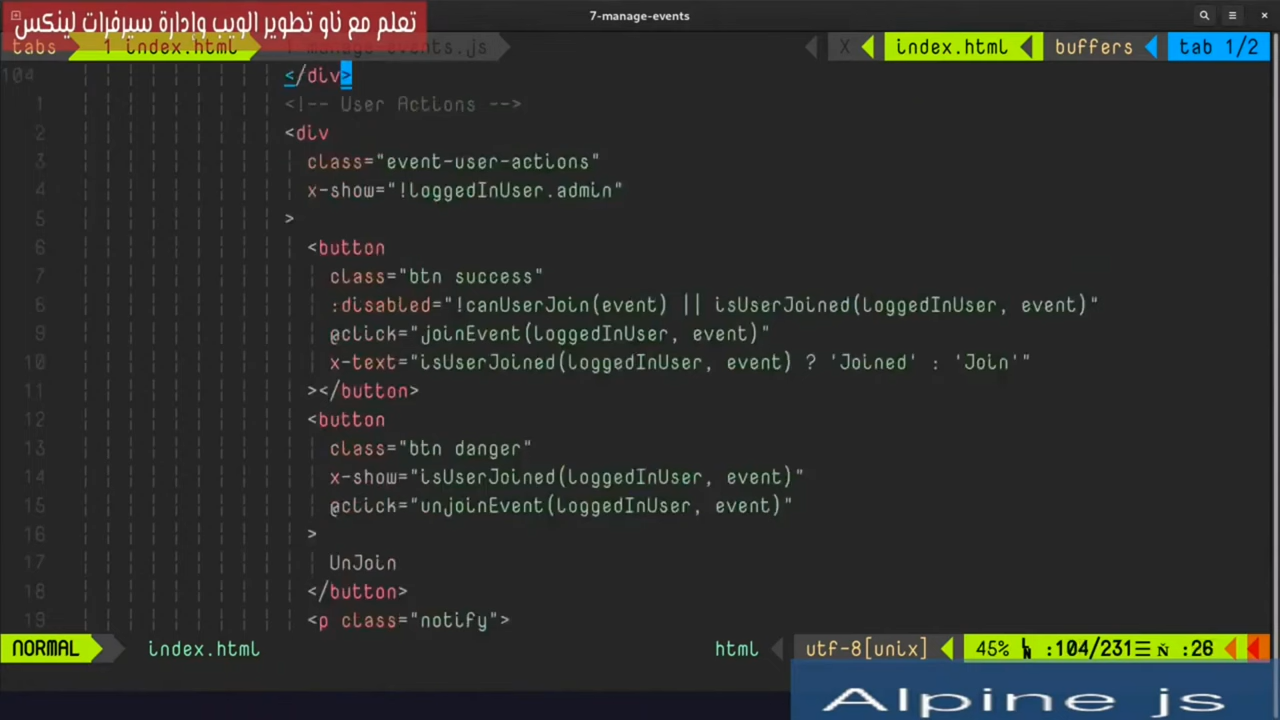 7-manage-events
تعلم مع ناو تطوير الويب وإدارة سيرفرات لينكس
tabs 1 index.html manage events.js X index.html buffers tab 1/2
104 </div>
1 <!-- User Actions -->
2 <div
3 class="event-user-actions"
4 x-show="!loggedInUser.admin"
5 >
6 <button
7 class="btn success"
8 :disabled="!canUserJoin(event) || isUserJoined(loggedInUser, event)"
9 @click="joinEvent(loggedInUser, event)"
10 x-text="isUserJoined(loggedInUser, event) ? 'Joined' : 'Join'"
11 ></button>
12 <button
13 class="btn danger"
14 x-show="isUserJoined(loggedInUser, event)"
15 @click="unjoinEvent(loggedInUser, event)"
16 >
17 UnJoin
18 </button>
19 <p class="notify">
NORMAL index.html html utf-8[unix] 45% :104/231 :26
Alpine js